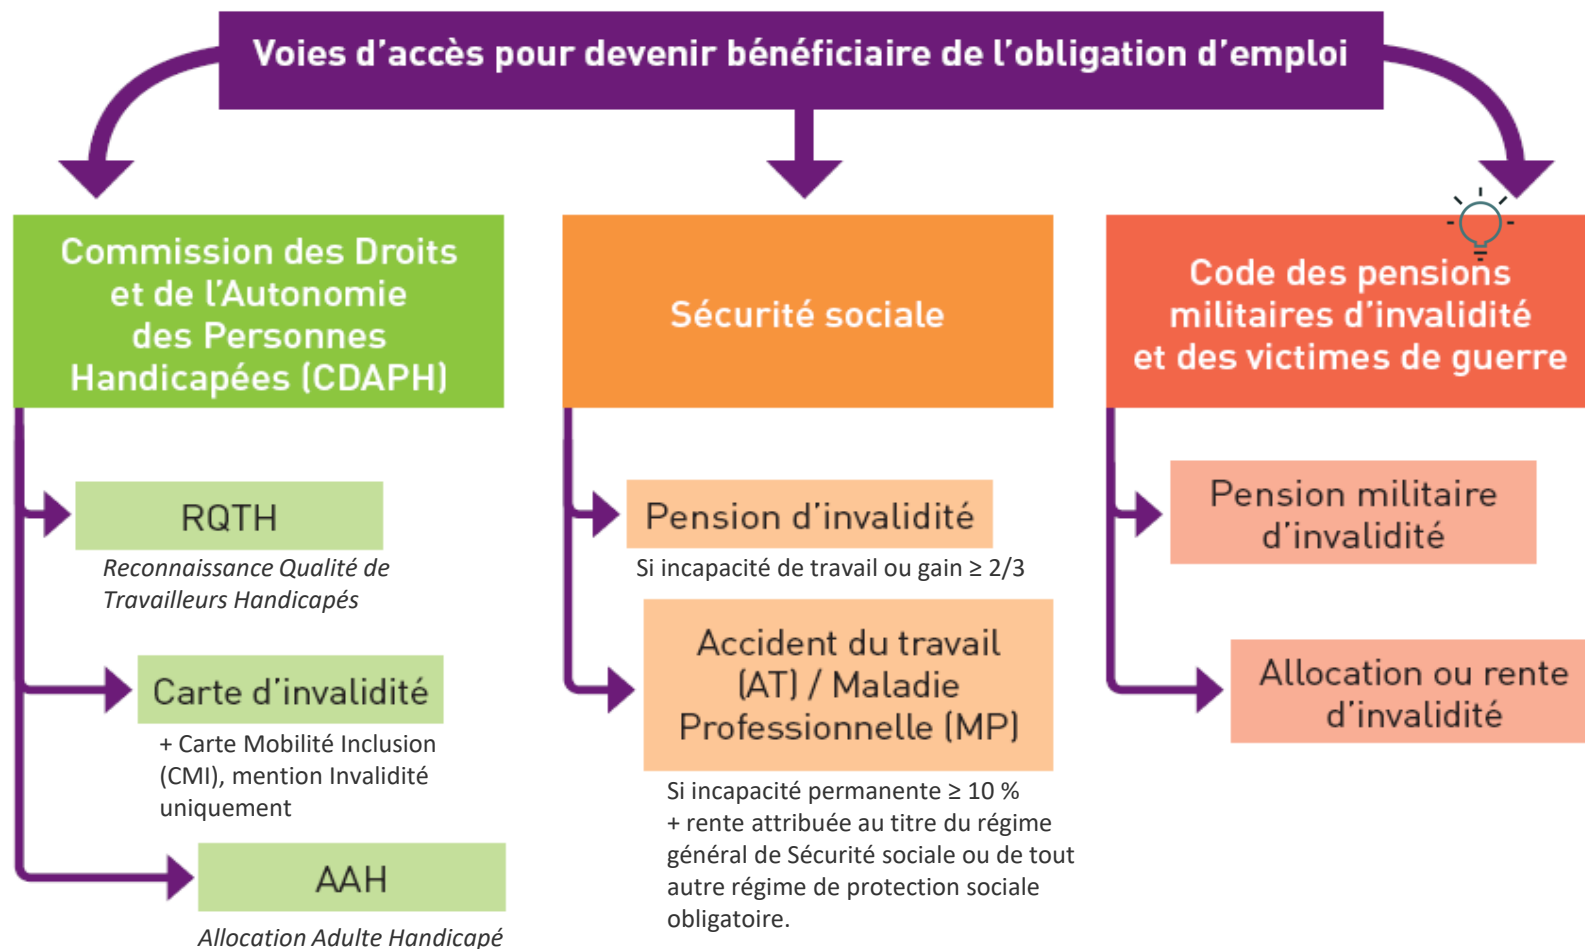 Voies d’accès pour devenir bénéficiaire de l’obligation d’emploi
Commission des Droits
et de l’Autonomie
des Personnes
Handicapées (CDAPH)
RQTH
Reconnaissance Qualité de
Travailleurs Handicapés
Carte d’invalidité
+ Carte Mobilité Inclusion
(CMI), mention Invalidité
uniquement
AAH
Allocation Adulte Handicapé
Sécurité sociale
Pension d’invalidité
Si incapacité de travail ou gain ≥ 2/3
Accident du travail
(AT) / Maladie
Professionnelle (MP)
Si incapacité permanente ≥ 10 %
+ rente attribuée au titre du régime
général de Sécurité sociale ou de tout
autre régime de protection sociale
obligatoire.
Code des pensions
militaires d’invalidité
et des victimes de guerre
Pension militaire
d’invalidité
Allocation ou rente
d’invalidité